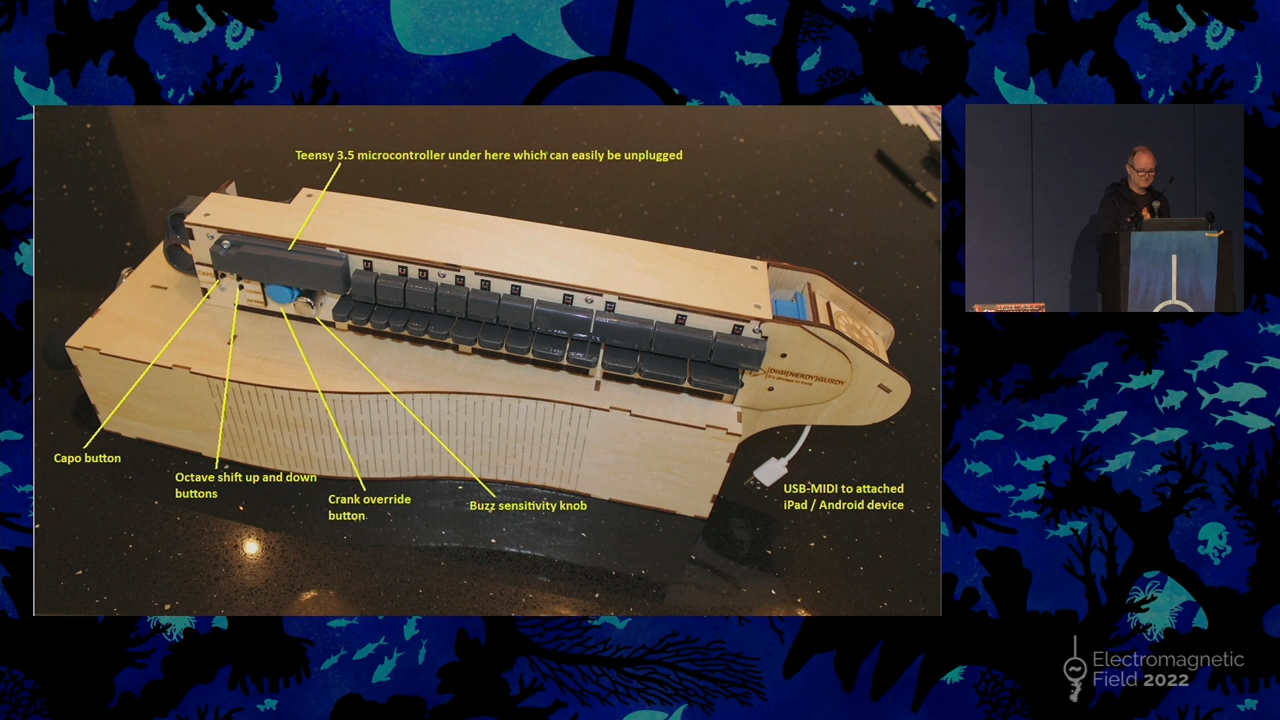 Teensy 3.5 microcontroller under here which can easily be unplugged
Capo button
Octave shift up and down
buttons
Crank override
button
Buzz sensitivity knob
USB-MIDI to attached
iPad / Android device
Electromagnetic
Field 2022